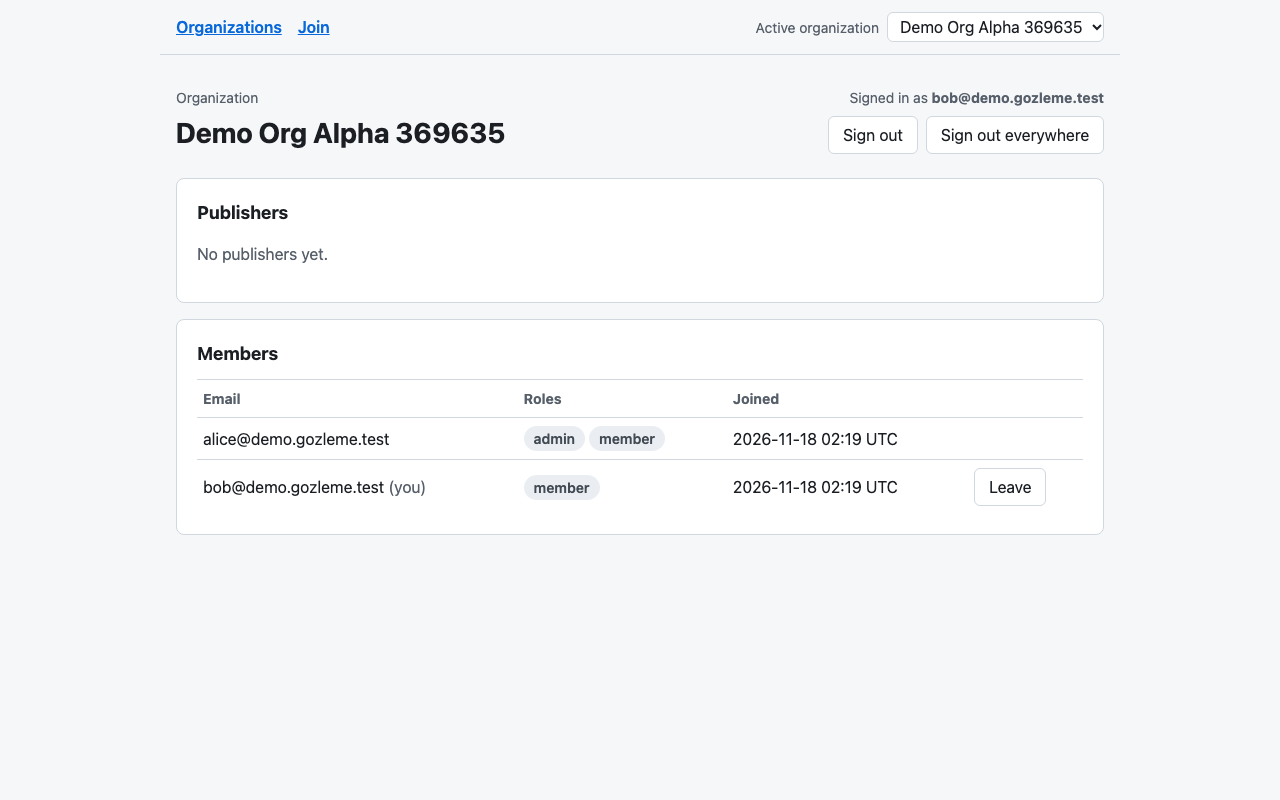 Organizations Join Active organization Demo Org Alpha 369635
Organization
Demo Org Alpha 369635
Signed in as bob@demo.gozleme.test
Sign out Sign out everywhere
Publishers
No publishers yet.
Members
Email Roles Joined
alice@demo.gozleme.test admin member 2026-11-18 02:19 UTC
bob@demo.gozleme.test (you) member 2026-11-18 02:19 UTC Leave